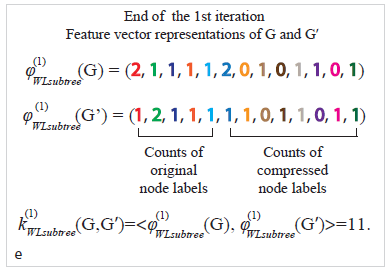 End of the 1st iteration
Feature vector representations of G and G'
φ(1)WLsubtree(G) = (2, 1, 1, 1, 1, 2, 0, 1, 0, 1, 1, 0, 1)
φ(1)WLsubtree(G') = (1, 2, 1, 1, 1, 1, 1, 0, 1, 1, 0, 1, 1)
Counts of original node labels
Counts of compressed node labels
k(1)WLsubtree(G,G')=<φ(1)WLsubtree(G), φ(1)WLsubtree(G')>=11.
e